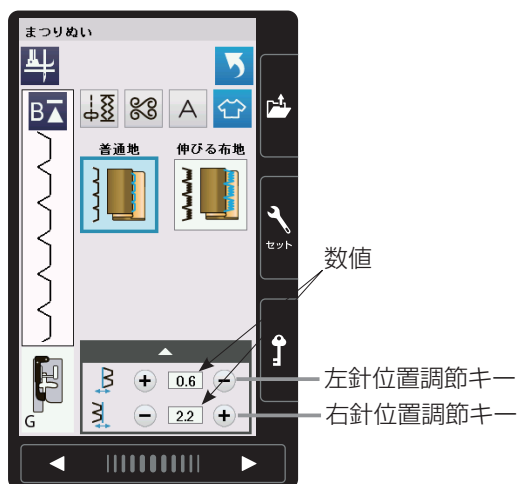 まつりぬい
B
A
普通地
伸びる布地
セット
数値
+ 0.6 −
左針位置調節キー
− 2.2 +
右針位置調節キー
G